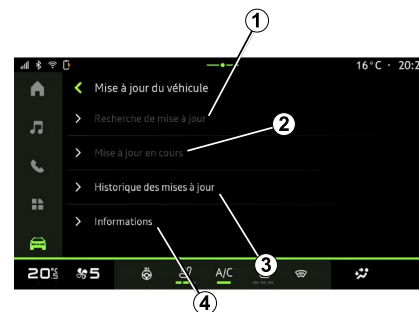 1
16°C · 20:2
Mise à jour du véhicule
Recherche de mise à jour
2
Mise à jour en cours
Historique des mises à jour
Informations
3
20 5 A/C
4